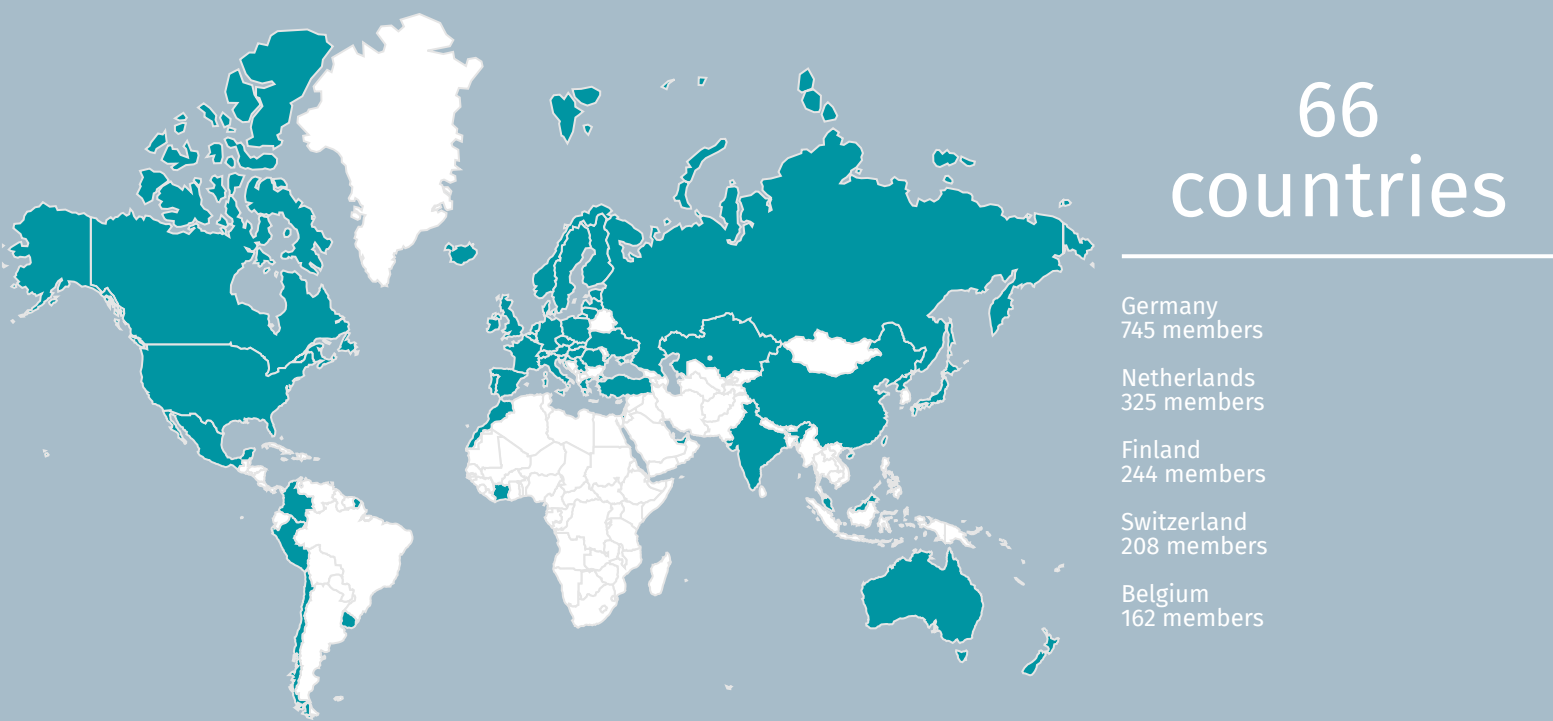 66
countries
Germany
745 members
Netherlands
325 members
Finland
244 members
Switzerland
208 members
Belgium
162 members